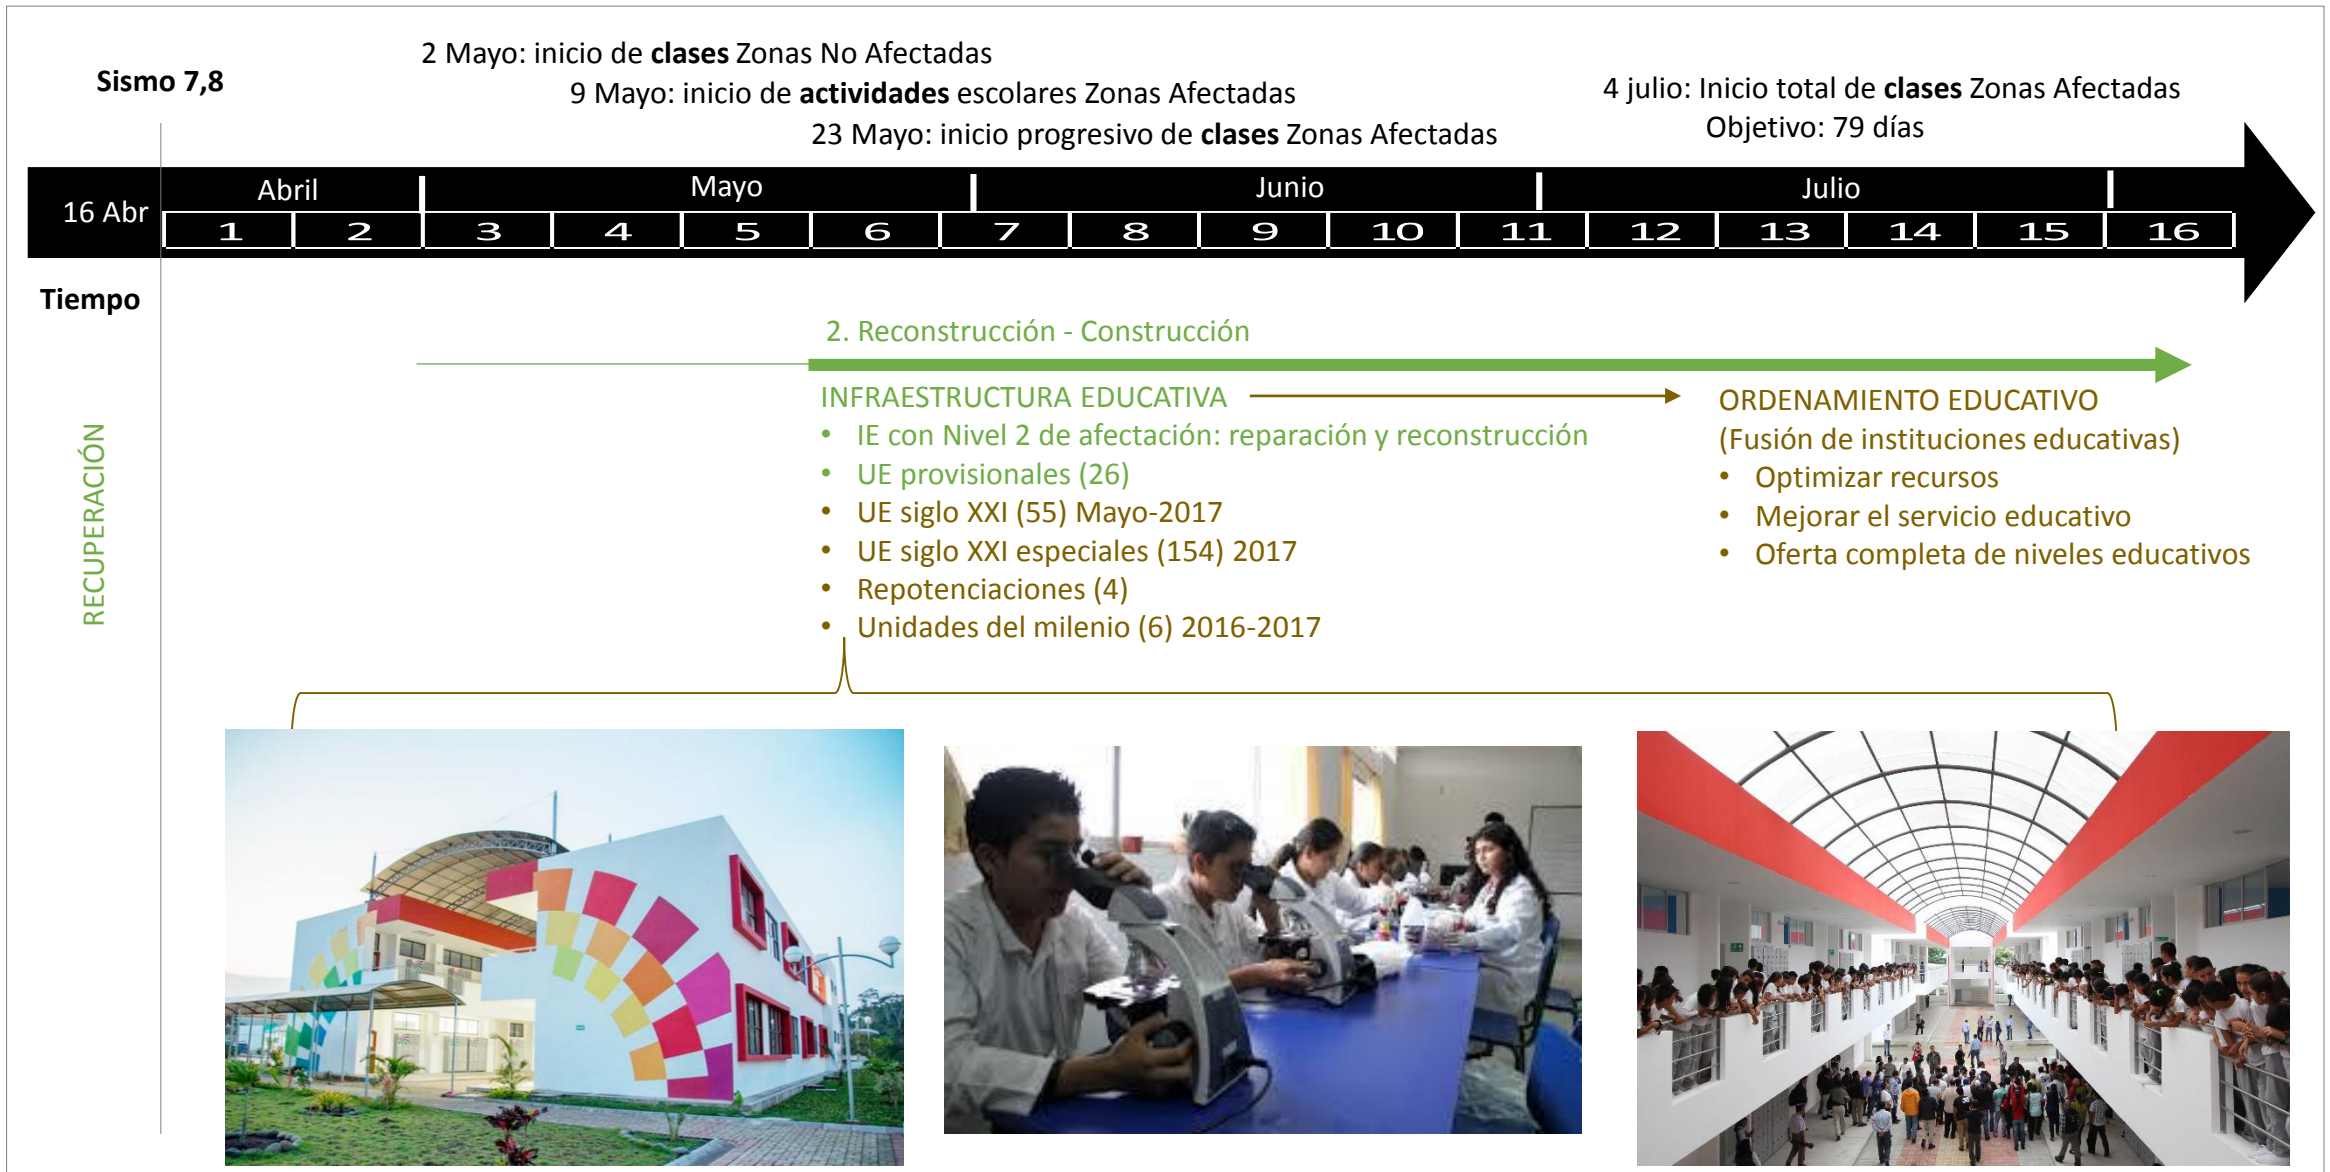 Sismo 7,8
2 Mayo: inicio de clases Zonas No Afectadas
9 Mayo: inicio de actividades escolares Zonas Afectadas
23 Mayo: inicio progresivo de clases Zonas Afectadas
4 julio: Inicio total de clases Zonas Afectadas
Objetivo: 79 días
16 Abr
Abril Mayo Junio Julio
1 2 3 4 5 6 7 8 9 10 11 12 13 14 15 16
Tiempo
RECUPERACIÓN
2. Reconstrucción - Construcción
INFRAESTRUCTURA EDUCATIVA
• IE con Nivel 2 de afectación: reparación y reconstrucción
• UE provisionales (26)
• UE siglo XXI (55) Mayo-2017
• UE siglo XXI especiales (154) 2017
• Repotenciaciones (4)
• Unidades del milenio (6) 2016-2017
ORDENAMIENTO EDUCATIVO
(Fusión de instituciones educativas)
• Optimizar recursos
• Mejorar el servicio educativo
• Oferta completa de niveles educativos